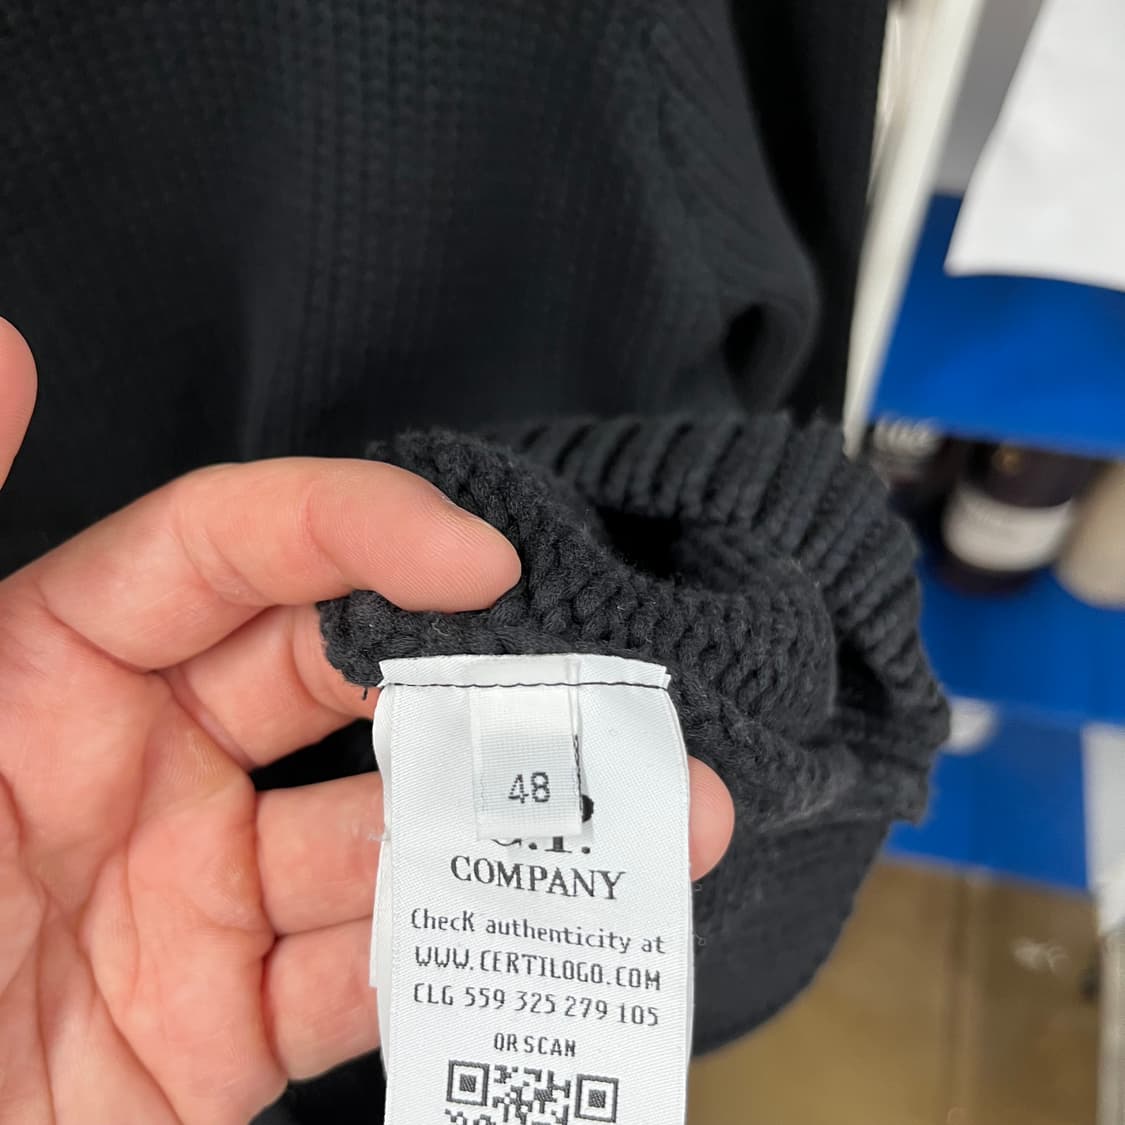 48
C.P.
COMPANY
Check authenticity at
WWW.CERTILOGO.COM
CLG 559 325 279 105
OR SCAN